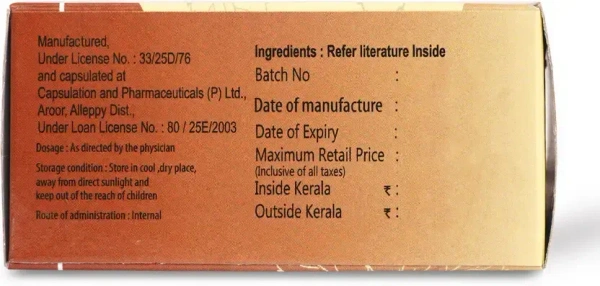 Manufactured,
Under License No. : 33/25D/76
and capsulated at
Capsulation and Pharmaceuticals (P) Ltd.,
Aroor, Alleppy Dist.,
Under Loan License No. : 80 / 25E/2003
Dosage : As directed by the physician
Storage condition : Store in cool ,dry place,
away from direct sunlight and
keep out of the reach of children
Route of administration : Internal
Ingredients : Refer literature Inside
Batch No :
Date of manufacture :
Date of Expiry :
Maximum Retail Price :
(Inclusive of all taxes)
Inside Kerala ₹ :
Outside Kerala ₹ :